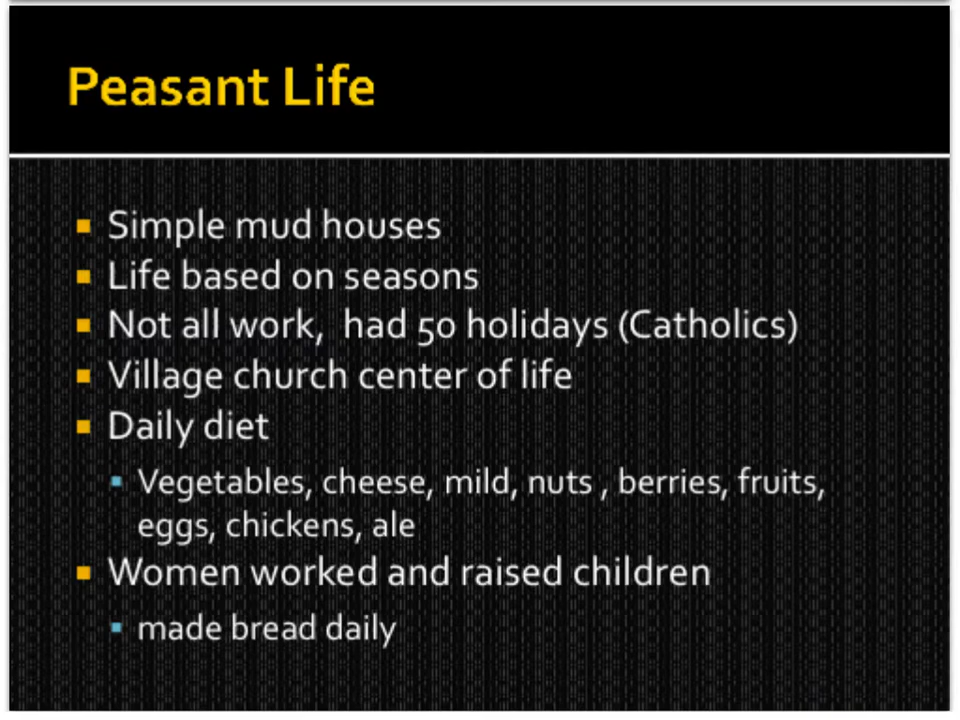 Peasant Life
Simple mud houses
Life based on seasons
Not all work,  had 50 holidays (Catholics)
Village church center of life
Daily diet
Vegetables, cheese, mild, nuts , berries, fruits,
eggs, chickens, ale
Women worked and raised children
made bread daily